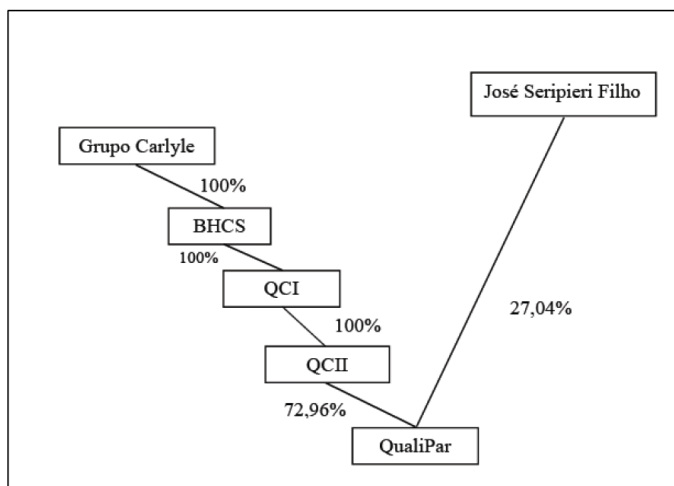 José Seripieri Filho
Grupo Carlyle
100%
BHCS
100%
QCI
27,04%
100%
QCII
72,96%
QualiPar